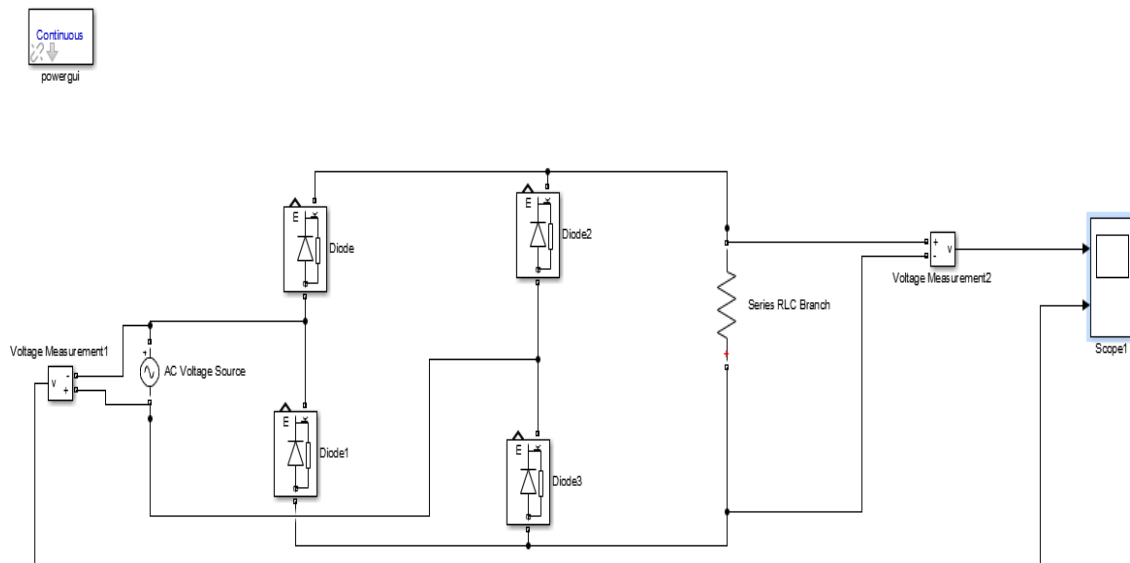 Continuous
powergui
E
k
Diode
E
k
Diode2
+
-
v
Voltage Measurement2
Series RLC Branch
+
Scope1
Voltage Measurement1
v
-
+
+
AC Voltage Source
E
k
Diode1
E
k
Diode3